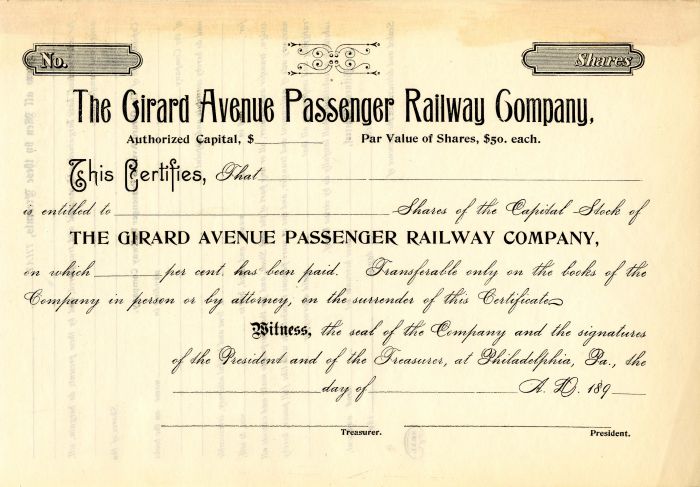 No. Shares
The Girard Avenue Passenger Railway Company,
Authorized Capital, $ Par Value of Shares, $50. each.
This Certifies, That
is entitled to Shares of the Capital Stock of
THE GIRARD AVENUE PASSENGER RAILWAY COMPANY,
on which per cent. has been paid. Transferable only on the books of the
Company in person or by attorney, on the surrender of this Certificate
Witness, the seal of the Company and the signatures
of the President and of the Treasurer, at Philadelphia, Pa., the
day of A. D. 189
Treasurer. President.